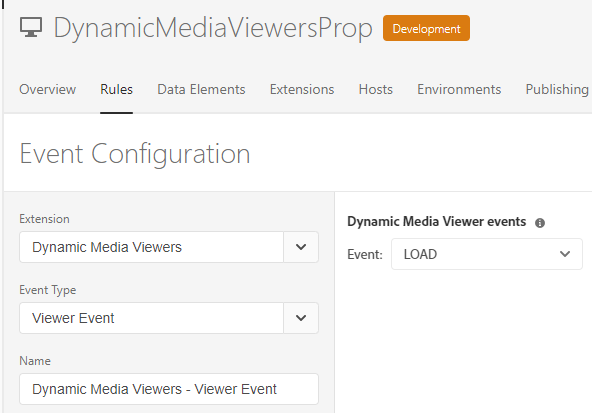 DynamicMediaViewersProp Development
Overview Rules Data Elements Extensions Hosts Environments Publishing
Event Configuration
Extension
Dynamic Media Viewers
Event Type
Viewer Event
Name
Dynamic Media Viewers - Viewer Event
Dynamic Media Viewer events
Event: LOAD